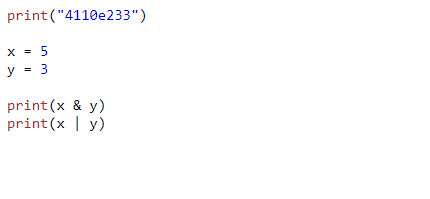 print("4110e233")
x = 5
y = 3
print(x & y)
print(x | y)